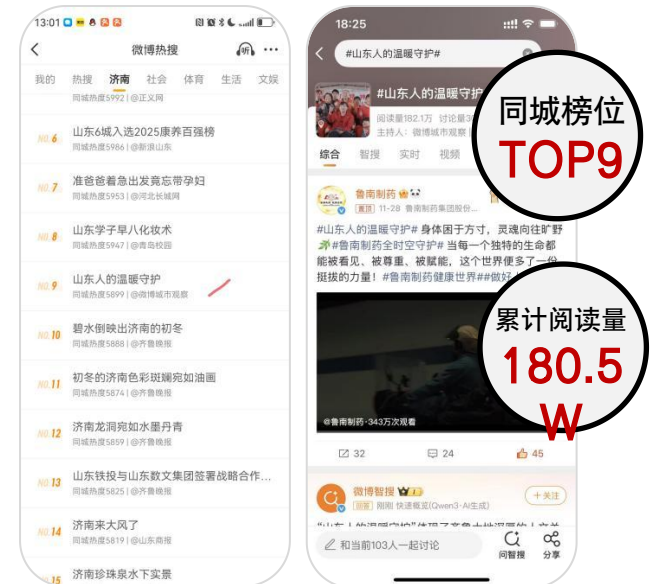 13:01
微博热搜
听
我的 热搜 济南 社会 体育 生活 文娱
同城热度5992 | @正义网
NO.6 山东6城入选2025康养百强榜
同城热度5986 | @新浪山东
NO.7 准爸爸着急出发竟忘带孕妇
同城热度5953 | @河北长城网
NO.8 山东学子早八化妆术
同城热度5947 | @青岛校园
NO.9 山东人的温暖守护
同城热度5899 | @微博城市观察
NO.10 碧水倒映出济南的初冬
同城热度5888 | @齐鲁晚报
NO.11 初冬的济南色彩斑斓宛如油画
同城热度5874 | @齐鲁晚报
NO.12 济南龙洞宛如水墨丹青
同城热度5859 | @齐鲁晚报
NO.13 山东铁投与山东数文集团签署战略合作...
同城热度5825 | @齐鲁晚报
NO.14 济南来大风了
同城热度5819 | @山东商报
15 济南珍珠泉水下实景
18:25
#山东人的温暖守护#
#山东人的温暖守护
阅读量182.1万 讨论量30
主持人：微博城市观察
综合 智搜 实时 视频
鲁南制药
置顶 11-28 鲁南制药集团股份...
#山东人的温暖守护# 身体困于方寸，灵魂向往旷野
#鲁南制药全时空守护# 当每一个独特的生命都
能被看见、被尊重、被赋能，这个世界便多了一份
挺拔的力量！#鲁南制药健康世界##做好
@鲁南制药·343万次观看
32 24 45
微博智搜
回答 刚刚 快速概览(Qwen3·AI生成)
+关注
和当前103人一起讨论
问智搜 分享
同城榜位
TOP9
累计阅读量
180.5
W